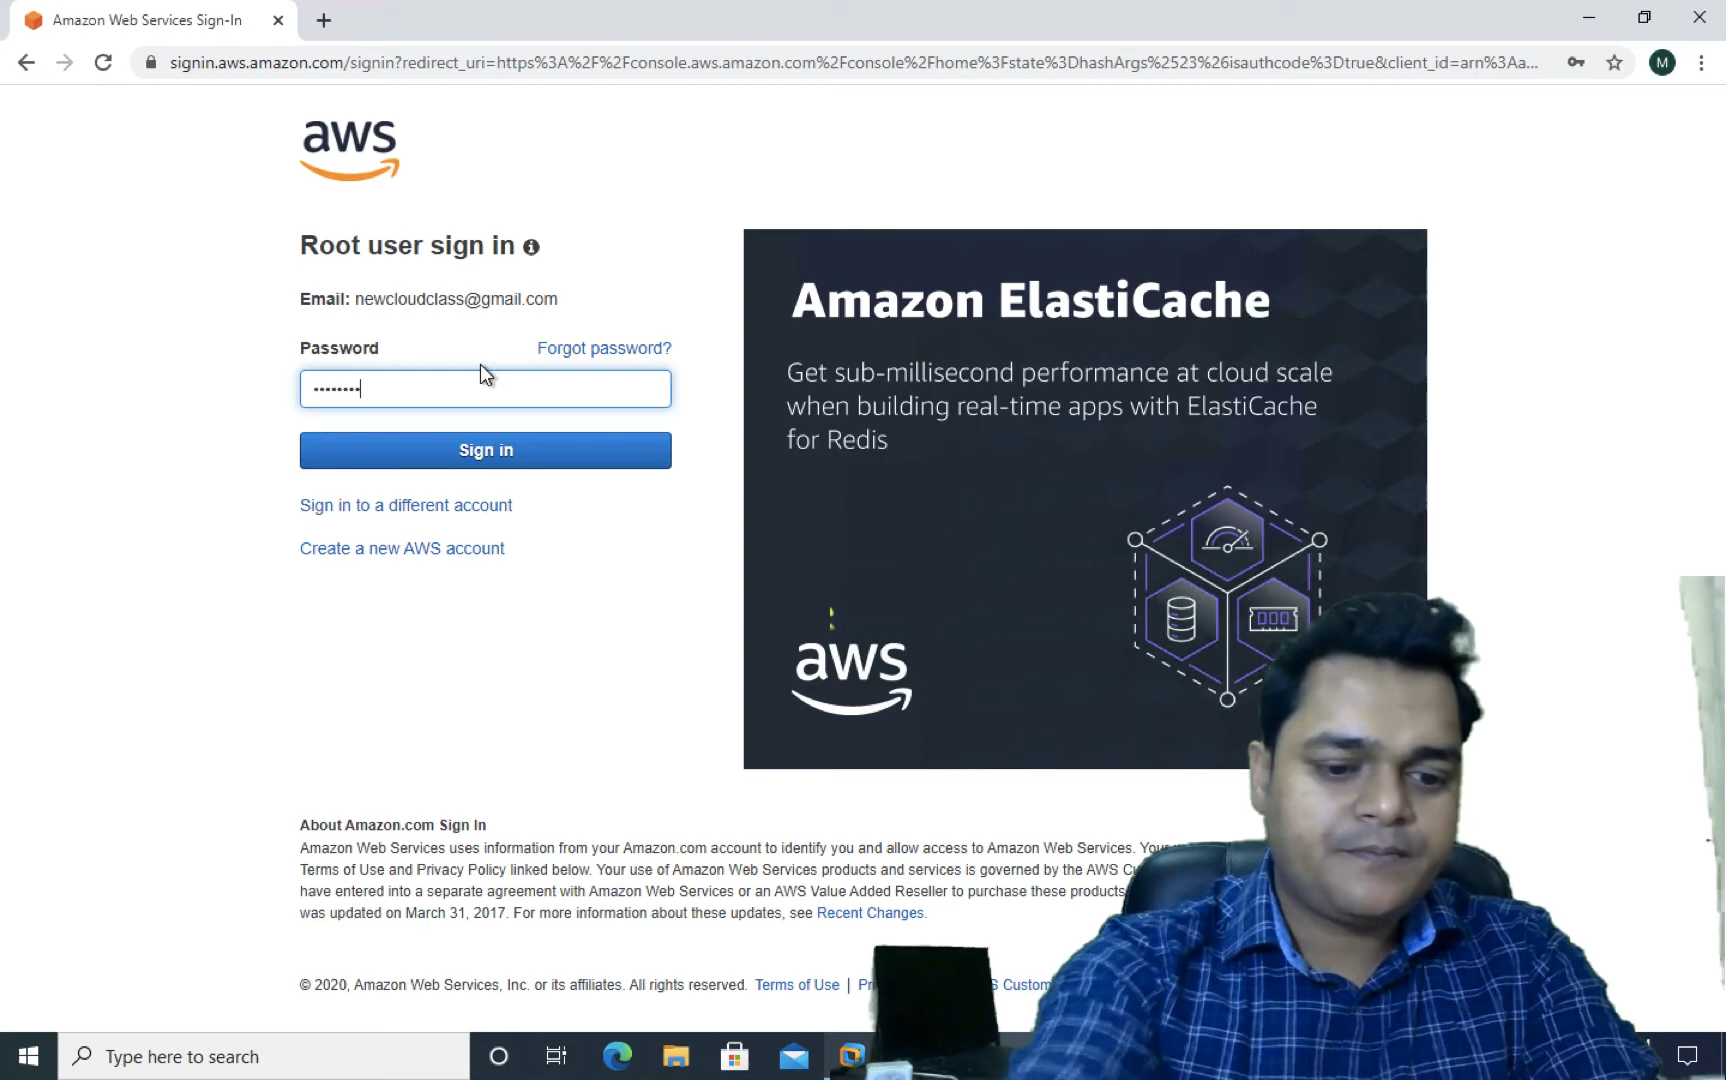 Amazon Web Services Sign-In
signin.aws.amazon.com/signin?redirect_uri=https%3A%2F%2Fconsole.aws.amazon.com%2Fconsole%2Fhome%3Fstate%3DhashArgs%2523%26isauthcode%3Dtrue&client_id=arn%3Aa...
M
aws
Root user sign in
Email: newcloudclass@gmail.com
Password
Forgot password?
Sign in
Sign in to a different account
Create a new AWS account
Amazon ElastiCache
Get sub-millisecond performance at cloud scale
when building real-time apps with ElastiCache
for Redis
aws
About Amazon.com Sign In
Amazon Web Services uses information from your Amazon.com account to identify you and allow access to Amazon Web Services. Your
Terms of Use and Privacy Policy linked below. Your use of Amazon Web Services products and services is governed by the AWS
have entered into a separate agreement with Amazon Web Services or an AWS Value Added Reseller to purchase these products
was updated on March 31, 2017. For more information about these updates, see Recent Changes.
© 2020, Amazon Web Services, Inc. or its affiliates. All rights reserved. Terms of Use |
Type here to search